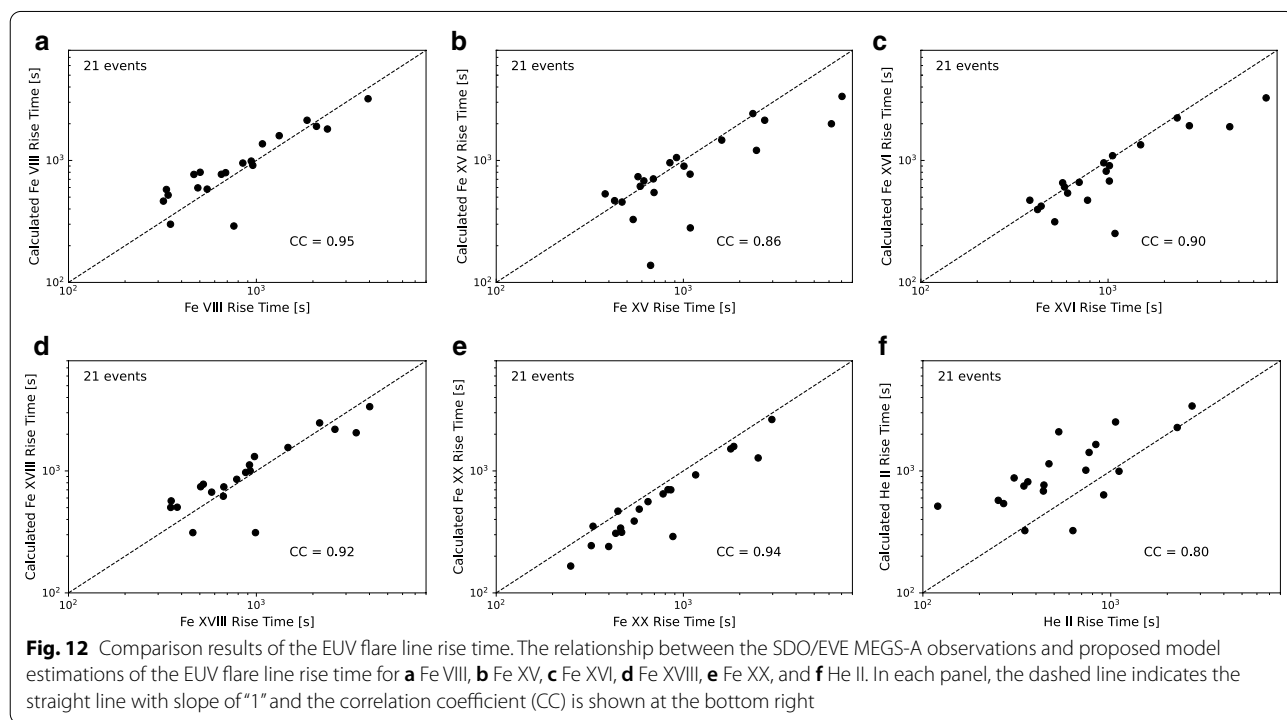 a
21 events
CC = 0.95
Calculated Fe VIII Rise Time [s]
10³
10²
10²
10³
Fe VIII Rise Time [s]
b
21 events
CC = 0.86
Calculated Fe XV Rise Time [s]
10³
10²
10²
10³
Fe XV Rise Time [s]
c
21 events
CC = 0.90
Calculated Fe XVI Rise Time [s]
10³
10²
10²
10³
Fe XVI Rise Time [s]
d
21 events
CC = 0.92
Calculated Fe XVIII Rise Time [s]
10³
10²
10²
10³
Fe XVIII Rise Time [s]
e
21 events
CC = 0.94
Calculated Fe XX Rise Time [s]
10³
10²
10²
10³
Fe XX Rise Time [s]
f
21 events
CC = 0.80
Calculated He II Rise Time [s]
10³
10²
10²
10³
He II Rise Time [s]
Fig. 12 Comparison results of the EUV flare line rise time. The relationship between the SDO/EVE MEGS-A observations and proposed model
estimations of the EUV flare line rise time for a Fe VIII, b Fe XV, c Fe XVI, d Fe XVIII, e Fe XX, and f He II. In each panel, the dashed line indicates the
straight line with slope of “1” and the correlation coefficient (CC) is shown at the bottom right